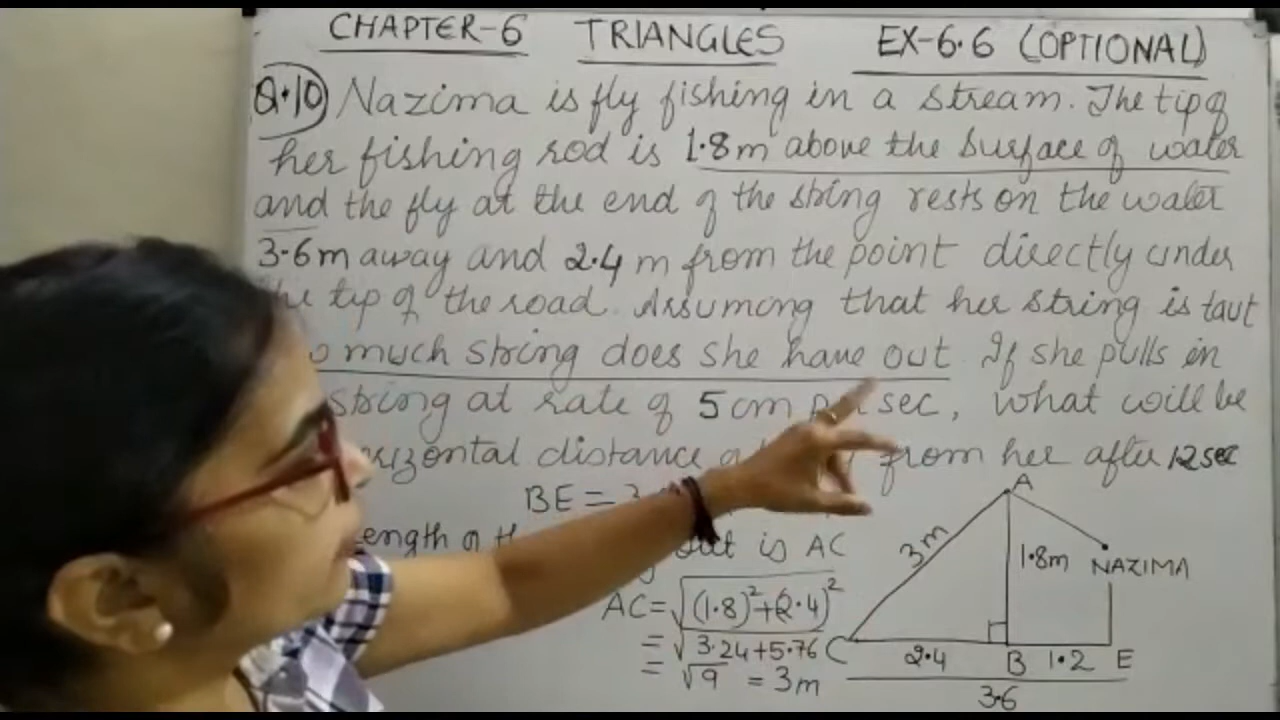 CHAPTER-6 TRIANGLES EX-6.6 (OPTIONAL)
Q.10 Nazima is fly fishing in a stream. The tip of
her fishing rod is 1.8m above the surface of water
and the fly at the end of the string rests on the water
3.6m away and 2.4 m from the point directly under
the tip of the road. Assuming that her string is taut
much string does she have out If she pulls in
string at rate of 5cm sec, what will be
distance from her after 12sec
BE =
out is AC
AC = √(1.8)²+(2.4)²
= √3.24+5.76
= √9 = 3m
A
3m
1.8m
NAZIMA
C 2.4 B 1.2 E
3.6